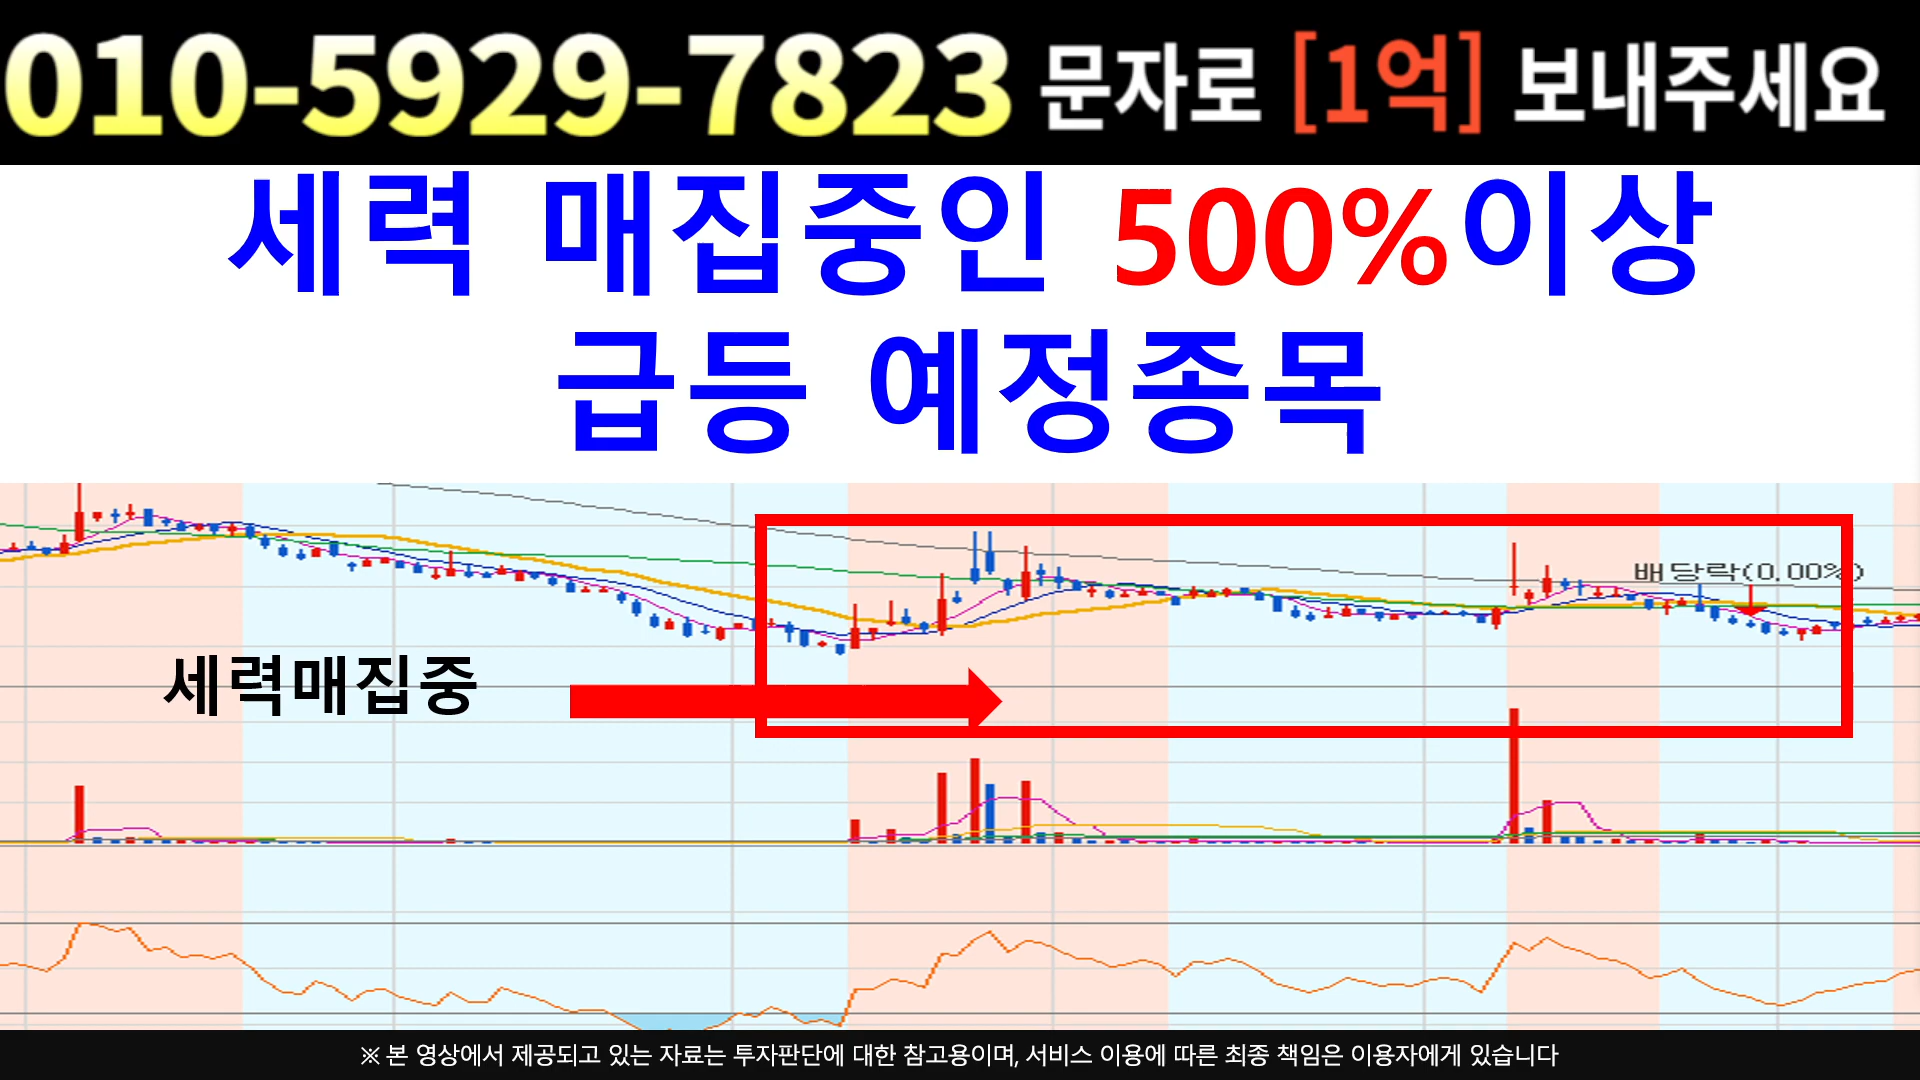 010-5929-7823 문자로 [1억] 보내주세요
세력 매집중인 500%이상
급등 예정종목
배당락(0.00%)
세력매집중
※ 본 영상에서 제공되고 있는 자료는 투자판단에 대한 참고용이며, 서비스 이용에 따른 최종 책임은 이용자에게 있습니다